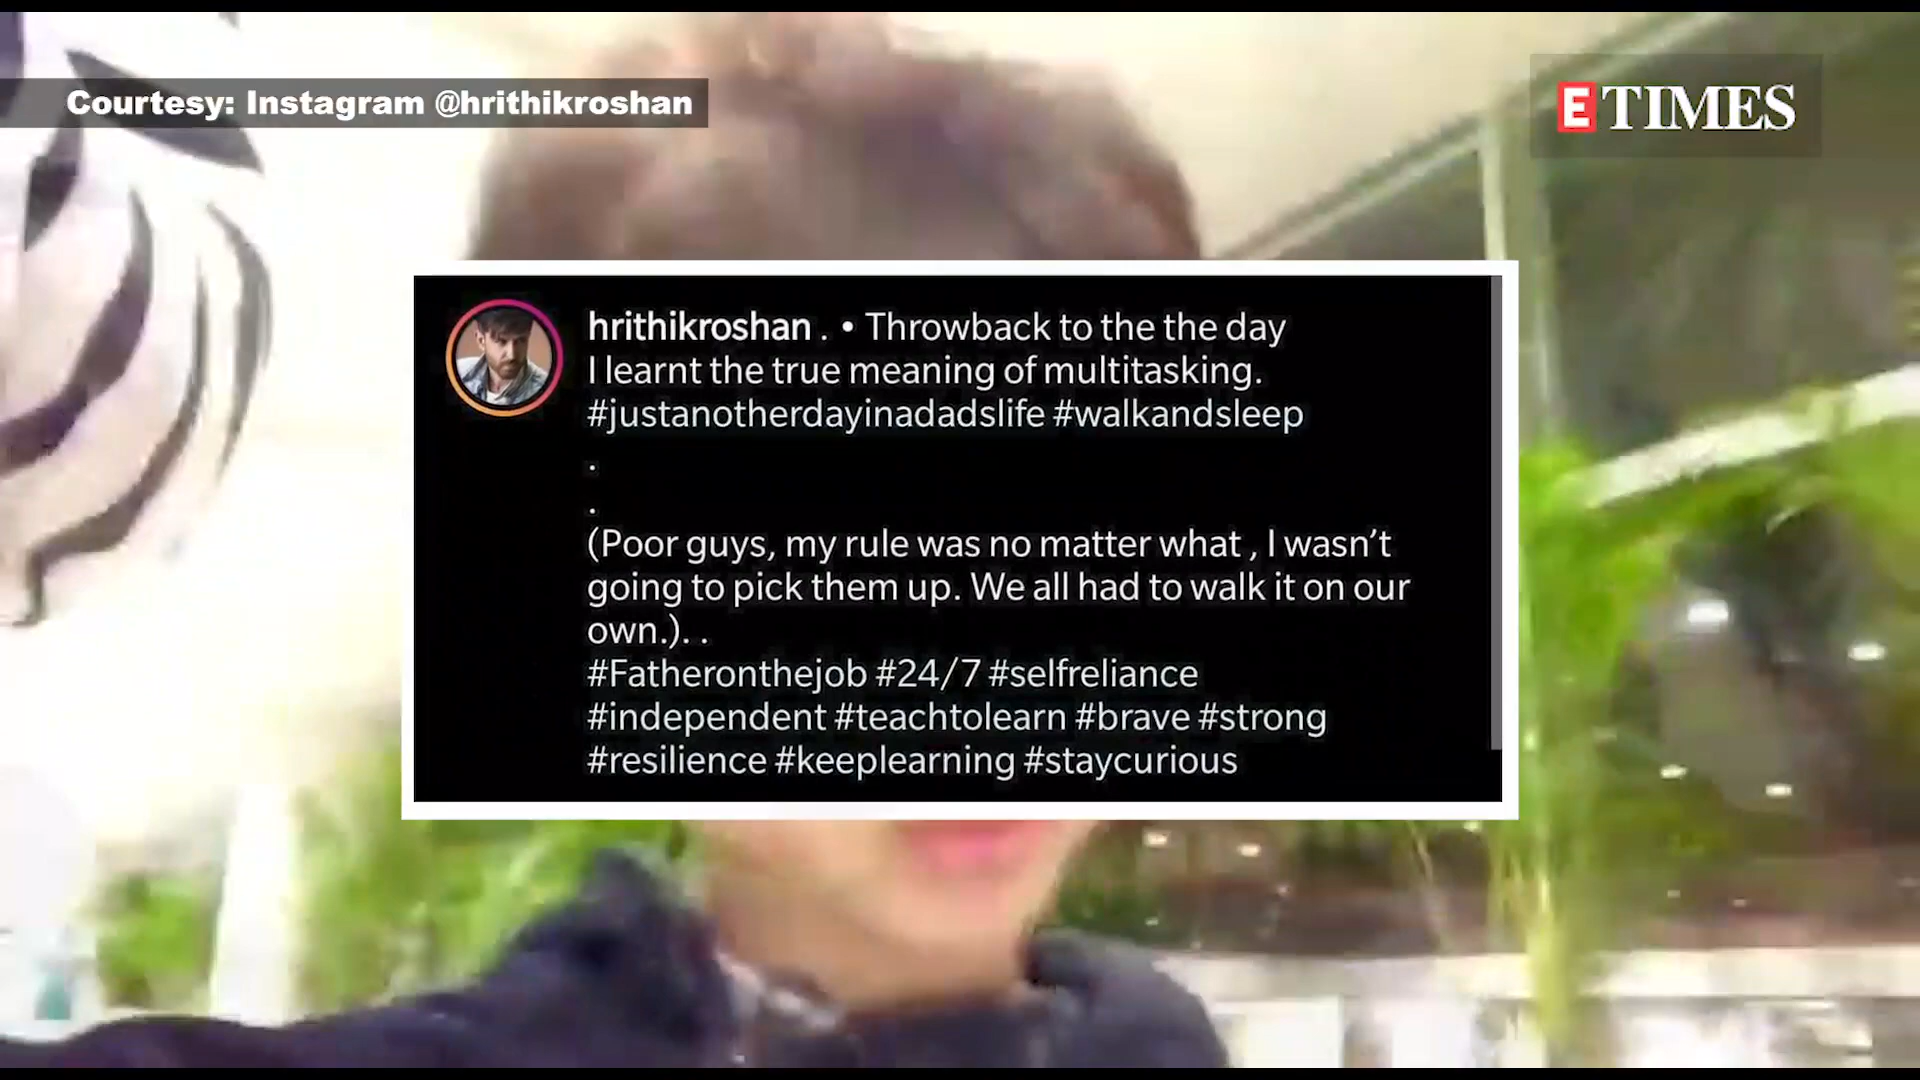 Courtesy: Instagram @hrithikroshan
E TIMES
hrithikroshan . • Throwback to the the day
I learnt the true meaning of multitasking.
#justanotherdayinadadslife #walkandsleep
.
.
(Poor guys, my rule was no matter what , I wasn’t
going to pick them up. We all had to walk it on our
own.). .
#Fatheronthejob #24/7 #selfreliance
#independent #teachtolearn #brave #strong
#resilience #keeplearning #staycurious